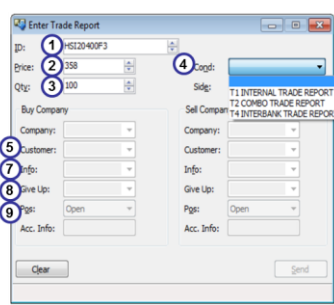 Enter Trade Report
ID: 1 HSI20400F3
Price: 2 358 4 Cond:
Qty: 3 100 Side:
T1 INTERNAL TRADE REPORT
T2 COMBO TRADE REPORT
T4 INTERBANK TRADE REPOR
Buy Company Sell Compan
Company: Company:
5 Customer: Customer:
7 Info: Info:
8 Give Up: Give Up:
9 Pos: Open Pos: Open
Acc. Info: Acc. Info:
Clear Send